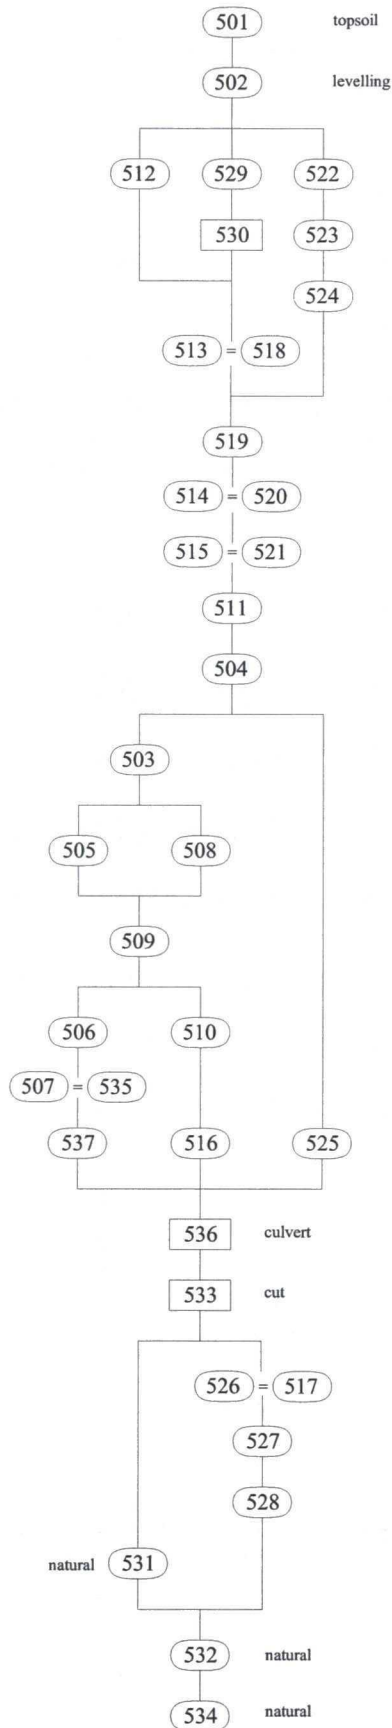 501 topsoil
502 levelling
512 529 522
530 523
524
513 = 518
519
514 = 520
515 = 521
511
504
503
505 508
509
506 510
507 = 535
537 516 525
536 culvert
533 cut
526 = 517
527
528
natural 531
532 natural
534 natural